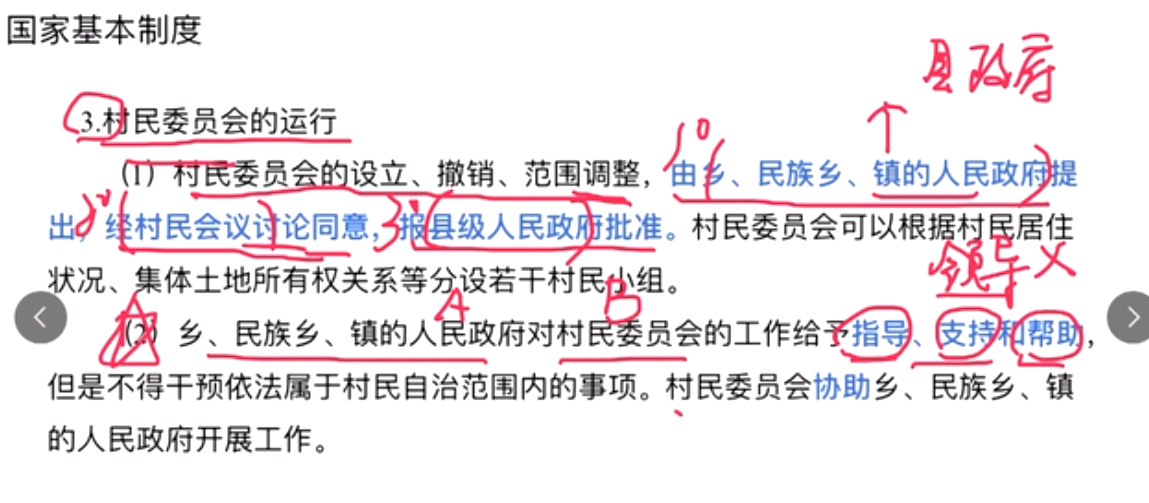 国家基本制度
县政府
3.村民委员会的运行
↑
1°
(1) 村民委员会的设立、撤销、范围调整，由乡、民族乡、镇的人民政府提
出，经村民会议讨论同意，报县级人民政府批准。村民委员会可以根据村民居住
2°
3°
领导×
状况、集体土地所有权关系等分设若干村民小组。
A
B
(2) 乡、民族乡、镇的人民政府对村民委员会的工作给予指导、支持和帮助，
但是不得干预依法属于村民自治范围内的事项。村民委员会协助乡、民族乡、镇
的人民政府开展工作。